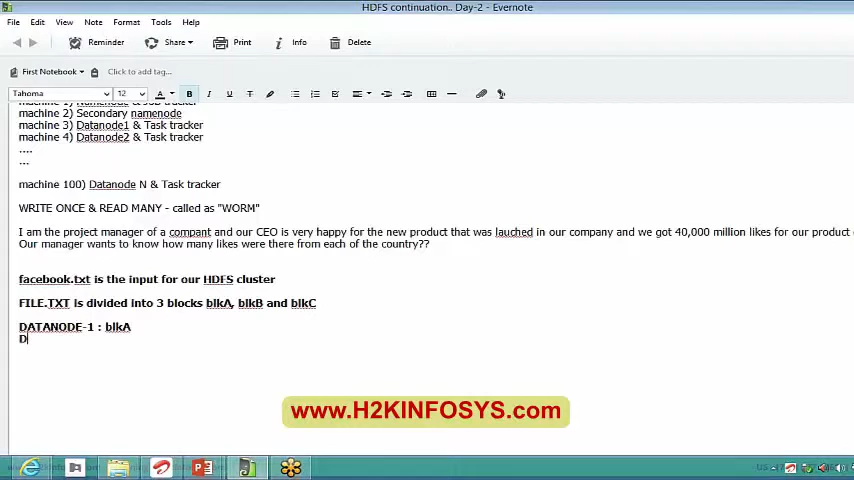 HDFS continuation.. Day-2 - Evernote
File Edit View Note Format Tools Help
Reminder Share Print Info Delete
First Notebook Click to add tag...
Tahoma 12 A B I U T
machine 1) Namenode & Job tracker
machine 2) Secondary namenode
machine 3) Datanode1 & Task tracker
machine 4) Datanode2 & Task tracker
....
...
machine 100) Datanode N & Task tracker
WRITE ONCE & READ MANY - called as "WORM"
I am the project manager of a compant and our CEO is very happy for the new product that was lauched in our company and we got 40,000 million likes for our product
Our manager wants to know how many likes were there from each of the country??
facebook.txt is the input for our HDFS cluster
FILE.TXT is divided into 3 blocks blkA, blkB and blkC
DATANODE-1 : blkA
D
www.H2KINFOSYS.com